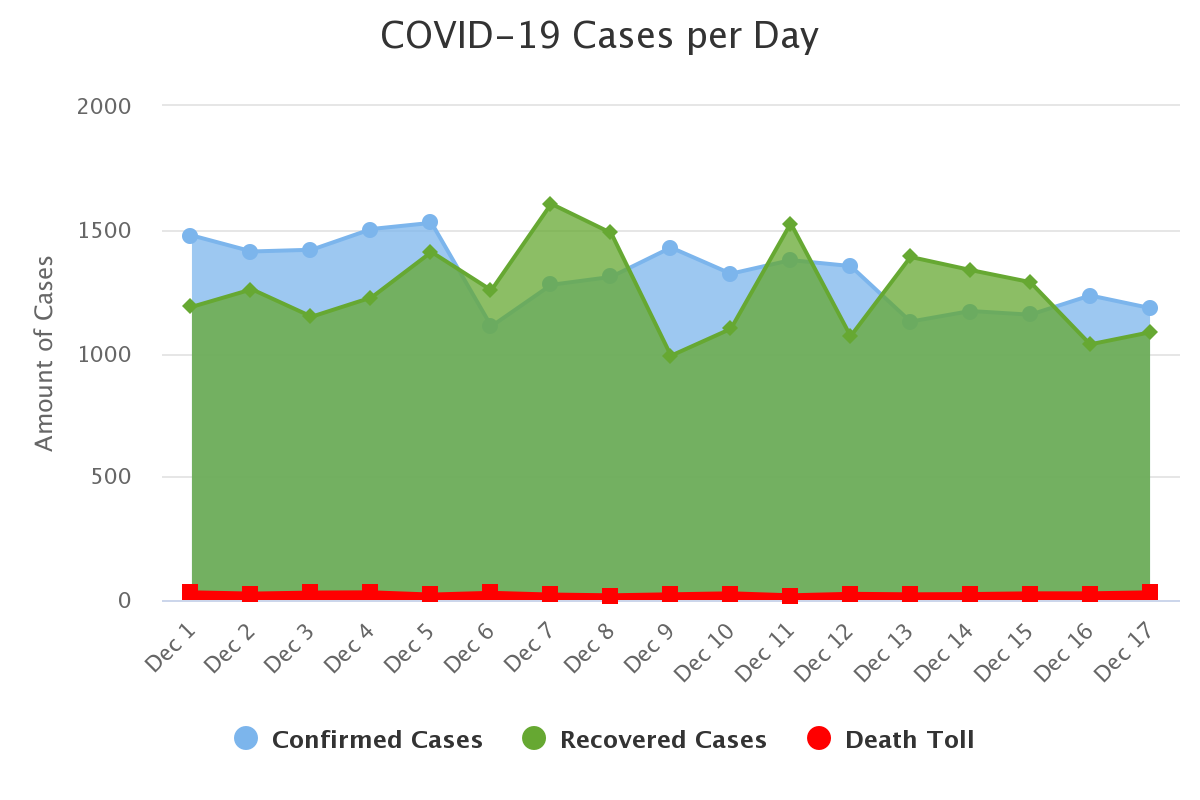 COVID-19 Cases per Day
Amount of Cases
2000
1500
1000
500
0
Dec 1
Dec 2
Dec 3
Dec 4
Dec 5
Dec 6
Dec 7
Dec 8
Dec 9
Dec 10
Dec 11
Dec 12
Dec 13
Dec 14
Dec 15
Dec 16
Dec 17
Confirmed Cases
Recovered Cases
Death Toll